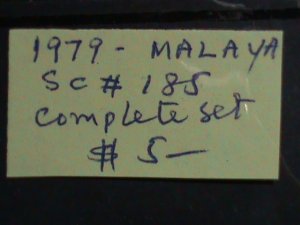 1979 - MALAYA
Sc # 185
complete set
$ 5 —